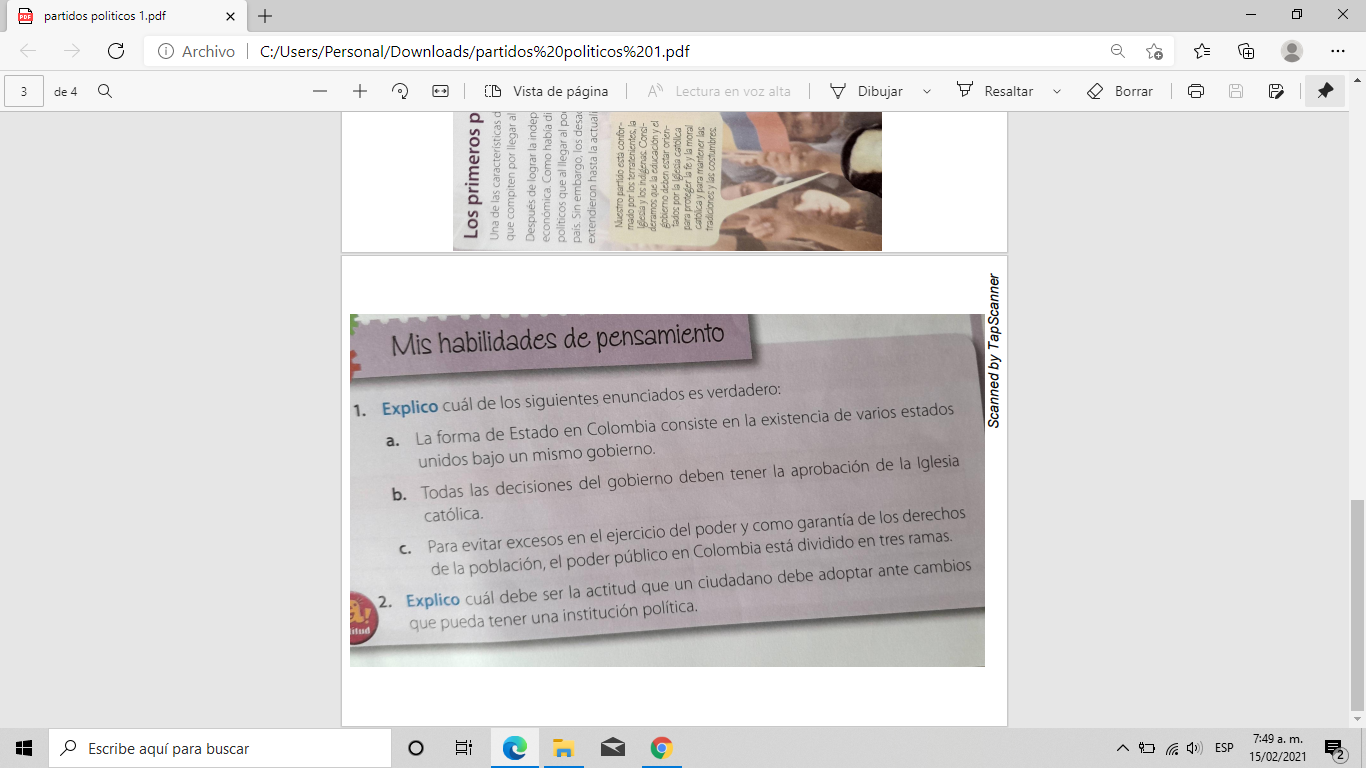 partidos politicos 1.pdf
Archivo
C:/Users/Personal/Downloads/partidos%20politicos%201.pdf
3 de 4
Vista de página
Lectura en voz alta
Dibujar
Resaltar
Borrar
Los primeros p
Una de las características d
que compiten por llegar al
Después de lograr la indep
económica. Como había di
políticos que al llegar al po
país. Sin embargo, los desac
extendieron hasta la actuali
Nuestro partido está confor-
mado por los terratenientes, la
Iglesia y los indígenas. Consi-
deramos que la educación y el
gobierno deben estar orien-
tados por la Iglesia católica
para proteger la fe y la moral
católica y para mantener las
tradiciones y las costumbres.
Scanned by TapScanner
Mis habilidades de pensamiento
1. Explico cuál de los siguientes enunciados es verdadero:
a. La forma de Estado en Colombia consiste en la existencia de varios estados
unidos bajo un mismo gobierno.
b. Todas las decisiones del gobierno deben tener la aprobación de la Iglesia
católica.
c. Para evitar excesos en el ejercicio del poder y como garantía de los derechos
de la población, el poder público en Colombia está dividido en tres ramas.
2. Explico cuál debe ser la actitud que un ciudadano debe adoptar ante cambios
que pueda tener una institución política.
Escribe aquí para buscar
ESP
7:49 a. m.
15/02/2021
2